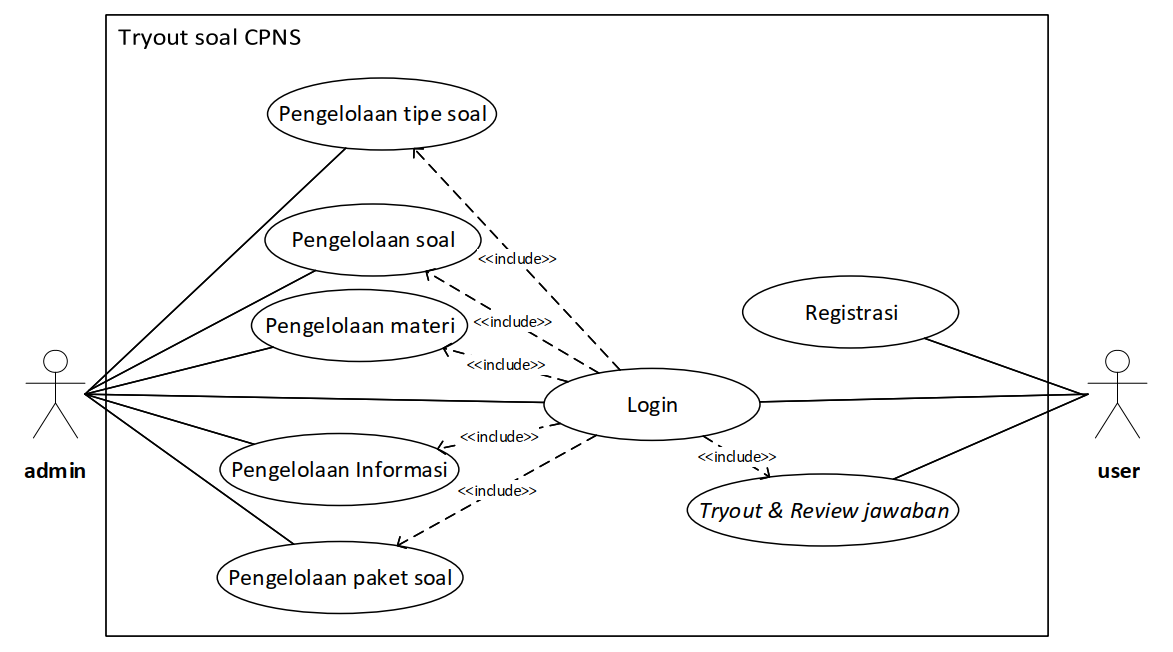 Tryout soal CPNS
Pengelolaan tipe soal
Pengelolaan soal
<<include>>
Pengelolaan materi
<<include>>
Registrasi
<<include>>
Login
<<include>>
Pengelolaan Informasi
<<include>>
<<include>>
Tryout & Review jawaban
Pengelolaan paket soal
admin
user